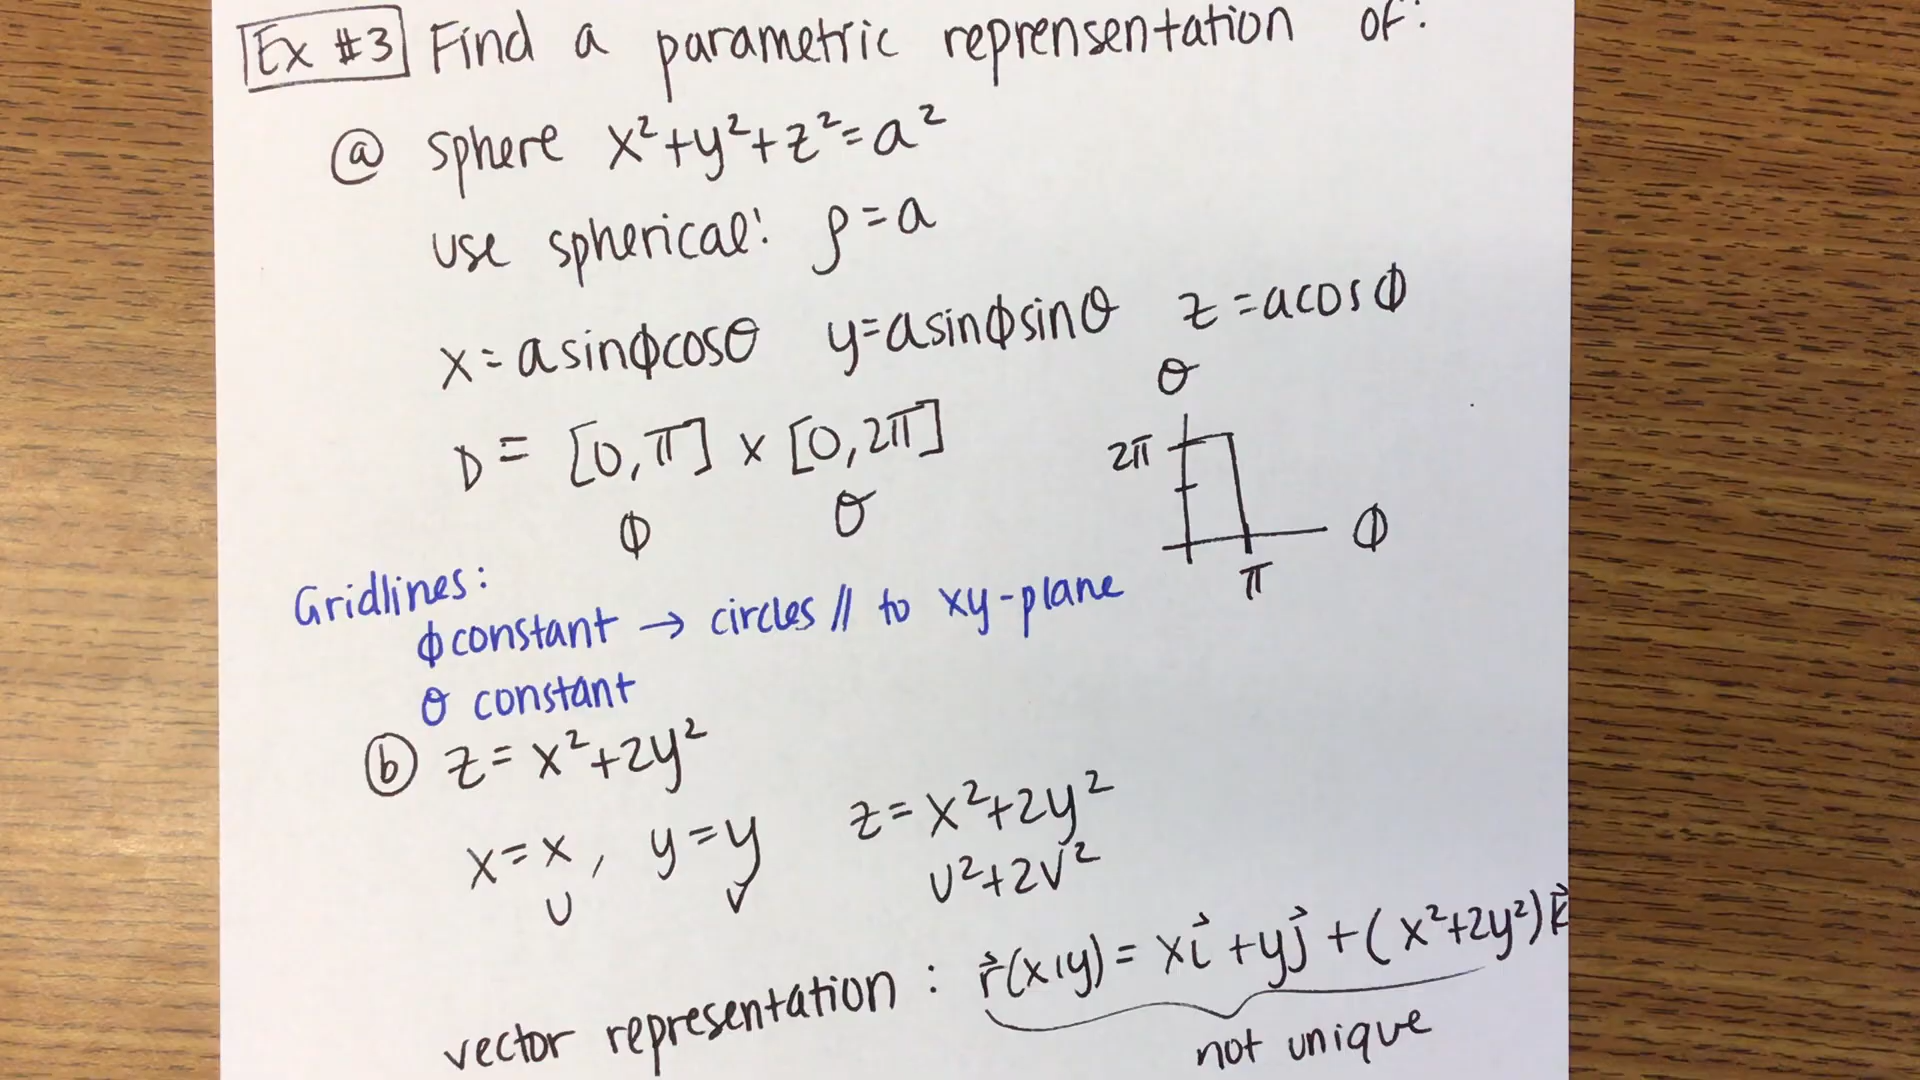 Ex #3 Find a parametric reprensentation of:
ⓐ sphere x²+y²+z²=a²
use spherical: ρ=a
x=asinϕcosθ y=asinϕsinθ z=acosϕ
D = [0,π] x [0,2π]
ϕ θ
θ
2π
ϕ
π
Gridlines:
ϕ constant → circles // to xy-plane
θ constant
ⓑ z=x²+2y²
x=x, y=y z=x²+2y²
u v u²+2v²
vector representation: r⃗(x,y)= xi⃗+yj⃗+(x²+2y²)k⃗
not unique